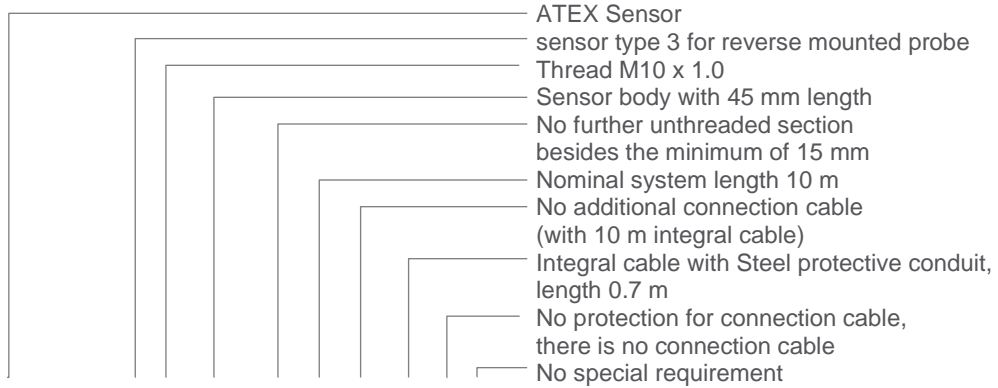 ATEX Sensor
sensor type 3 for reverse mounted probe
Thread M10 x 1.0
Sensor body with 45 mm length
No further unthreaded section
besides the minimum of 15 mm
Nominal system length 10 m
No additional connection cable
(with 10 m integral cable)
Integral cable with Steel protective conduit,
length 0.7 m
No protection for connection cable,
there is no connection cable
No special requirement